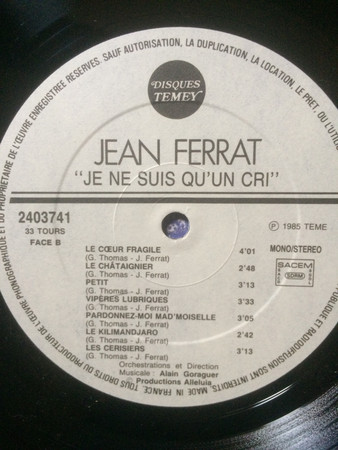 DISQUES
TEMEY
JEAN FERRAT
"JE NE SUIS QU'UN CRI"
2403741
33 TOURS
FACE B
Ⓟ 1985 TEME
MONO/STEREO
SACEM
SDRM
LE CŒUR FRAGILE 4'01
(G. Thomas - J. Ferrat)
LE CHÂTAIGNIER 2'48
(G. Thomas - J. Ferrat)
PETIT 3'13
(G. Thomas - J. Ferrat)
VIPÈRES LUBRIQUES 3'33
(G. Thomas - J. Ferrat)
PARDONNEZ-MOI MAD'MOISELLE 3'05
(G. Thomas - J. Ferrat)
LE KILIMANDJARO 2'42
(G. Thomas - J. Ferrat)
LES CERISIERS 3'13
(G. Thomas - J. Ferrat)
Orchestrations et Direction
Musicale : Alain Goraguer
Productions Alleluia
DU PRODUCTEUR DE L'ŒUVRE PHONOGRAPHIQUE ET DU PROPRIETAIRE DE L'ŒUVRE ENREGISTREE RESERVES. SAUF AUTORISATION, LA DUPLICATION, LA LOCATION, LE PRET, OU L'UTI
PUBLIQUE ET RADIODIFFUSION SONT INTERDITS. MADE IN FRANCE. TOUS DROITS